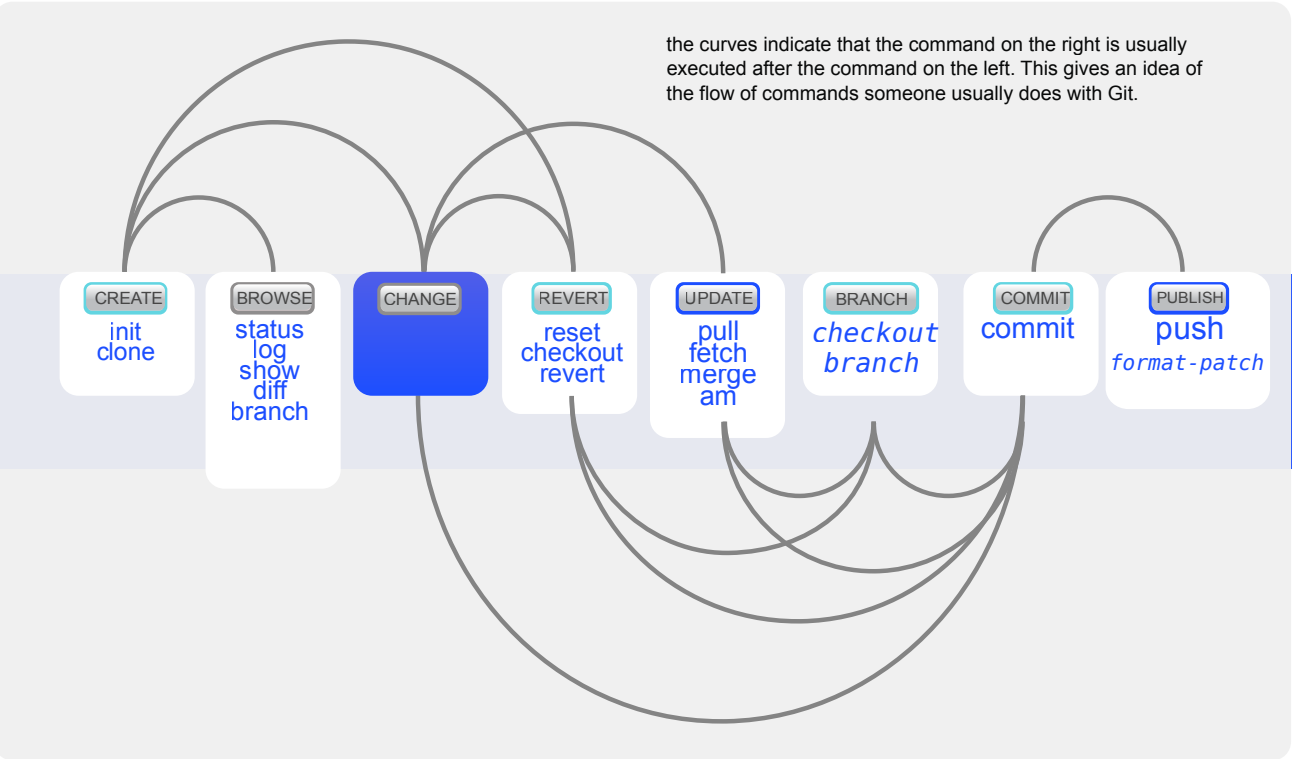 the curves indicate that the command on the right is usually
executed after the command on the left. This gives an idea of
the flow of commands someone usually does with Git.
CREATE
init
clone
BROWSE
status
log
show
diff
branch
CHANGE
REVERT
reset
checkout
revert
UPDATE
pull
fetch
merge
am
BRANCH
checkout
branch
COMMIT
commit
PUBLISH
push
format-patch